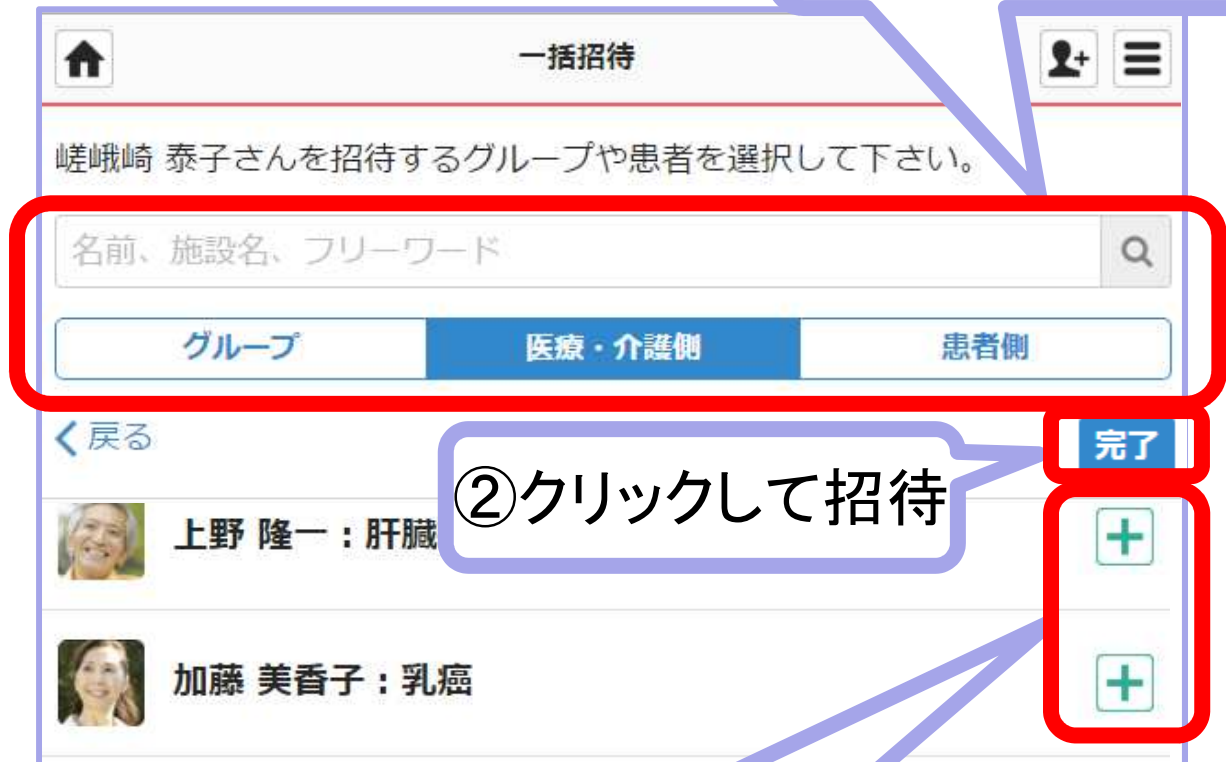 一括招待
嵯峨崎 泰子さんを招待するグループや患者を選択して下さい。
名前、施設名、フリーワード
グループ 医療・介護側 患者側
戻る 完了
②クリックして招待
上野 隆一：肝臓
加藤 美香子：乳癌